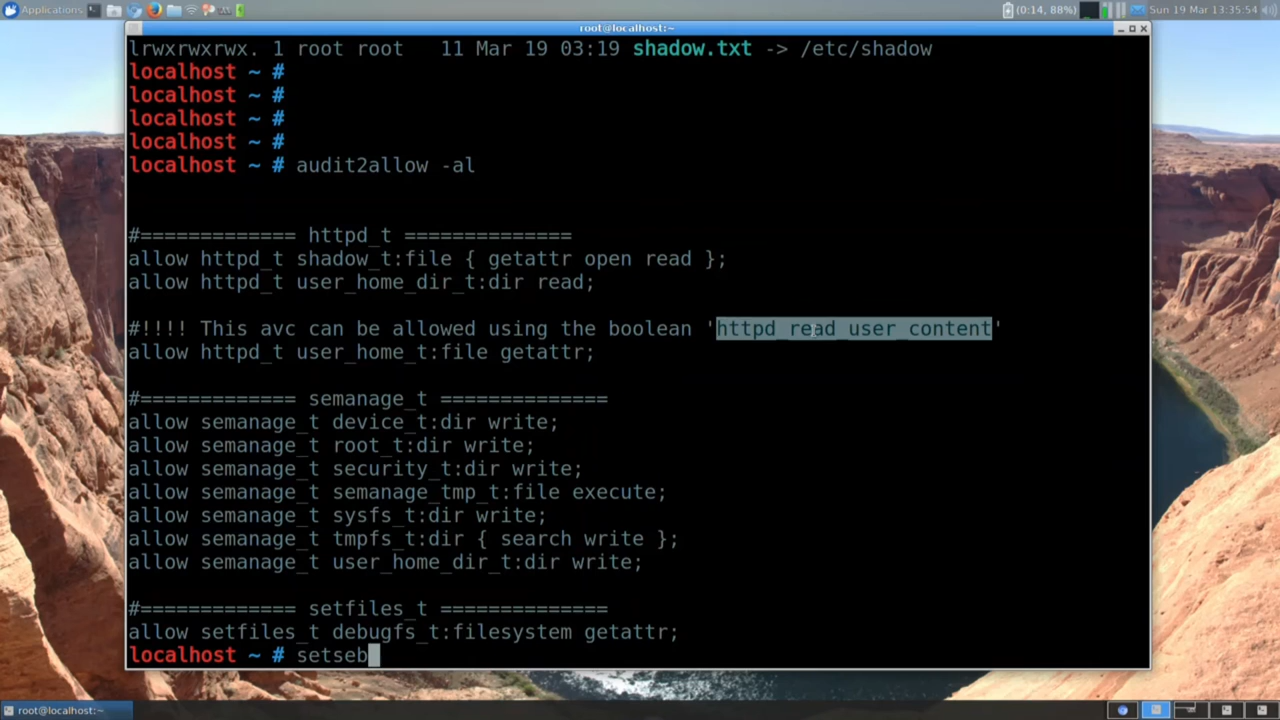 Applications
(0:14, 88%)
Sun 19 Mar 13:35:54
root@localhost:~
lrwxrwxrwx. 1 root root   11 Mar 19 03:19 shadow.txt -> /etc/shadow
localhost ~ #
localhost ~ #
localhost ~ #
localhost ~ #
localhost ~ # audit2allow -al
#============= httpd_t ==============
allow httpd_t shadow_t:file { getattr open read };
allow httpd_t user_home_dir_t:dir read;
#!!!! This avc can be allowed using the boolean 'httpd_read_user_content'
allow httpd_t user_home_t:file getattr;
#============= semanage_t ==============
allow semanage_t device_t:dir write;
allow semanage_t root_t:dir write;
allow semanage_t security_t:dir write;
allow semanage_t semanage_tmp_t:file execute;
allow semanage_t sysfs_t:dir write;
allow semanage_t tmpfs_t:dir { search write };
allow semanage_t user_home_dir_t:dir write;
#============= setfiles_t ==============
allow setfiles_t debugfs_t:filesystem getattr;
localhost ~ # setseb
root@localhost:~